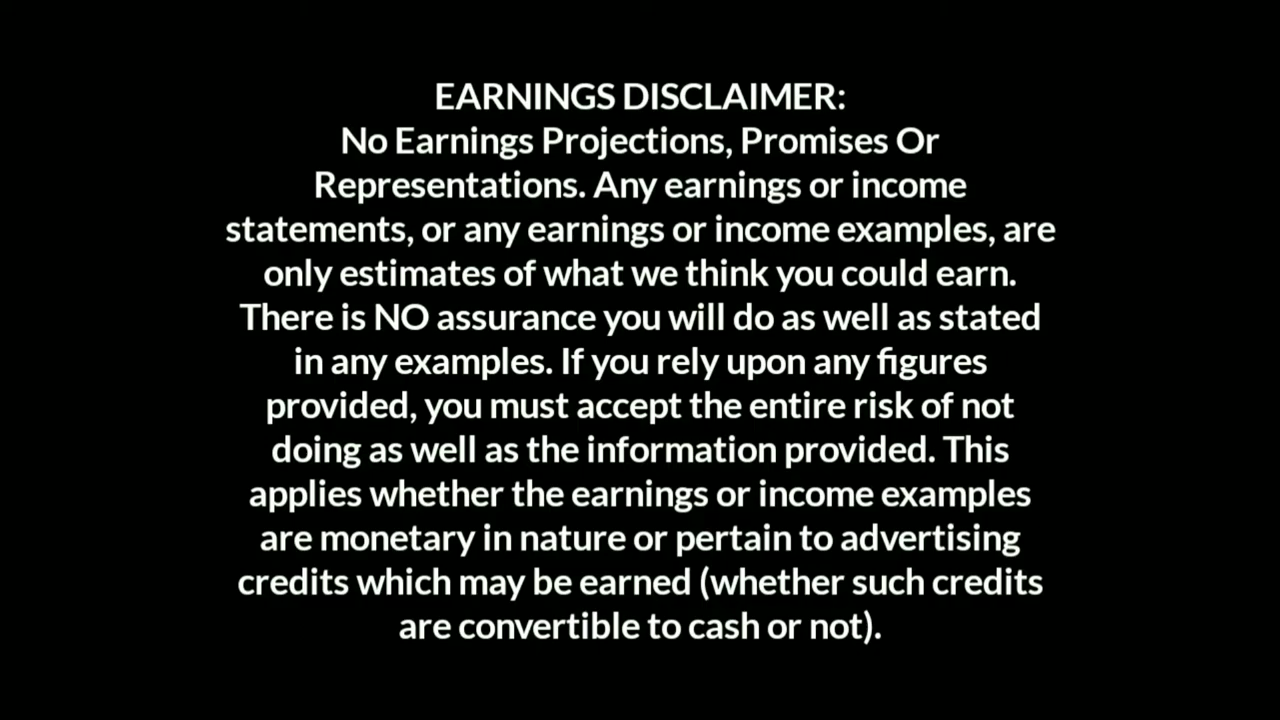 EARNINGS DISCLAIMER:
No Earnings Projections, Promises Or
Representations. Any earnings or income
statements, or any earnings or income examples, are
only estimates of what we think you could earn.
There is NO assurance you will do as well as stated
in any examples. If you rely upon any figures
provided, you must accept the entire risk of not
doing as well as the information provided. This
applies whether the earnings or income examples
are monetary in nature or pertain to advertising
credits which may be earned (whether such credits
are convertible to cash or not).